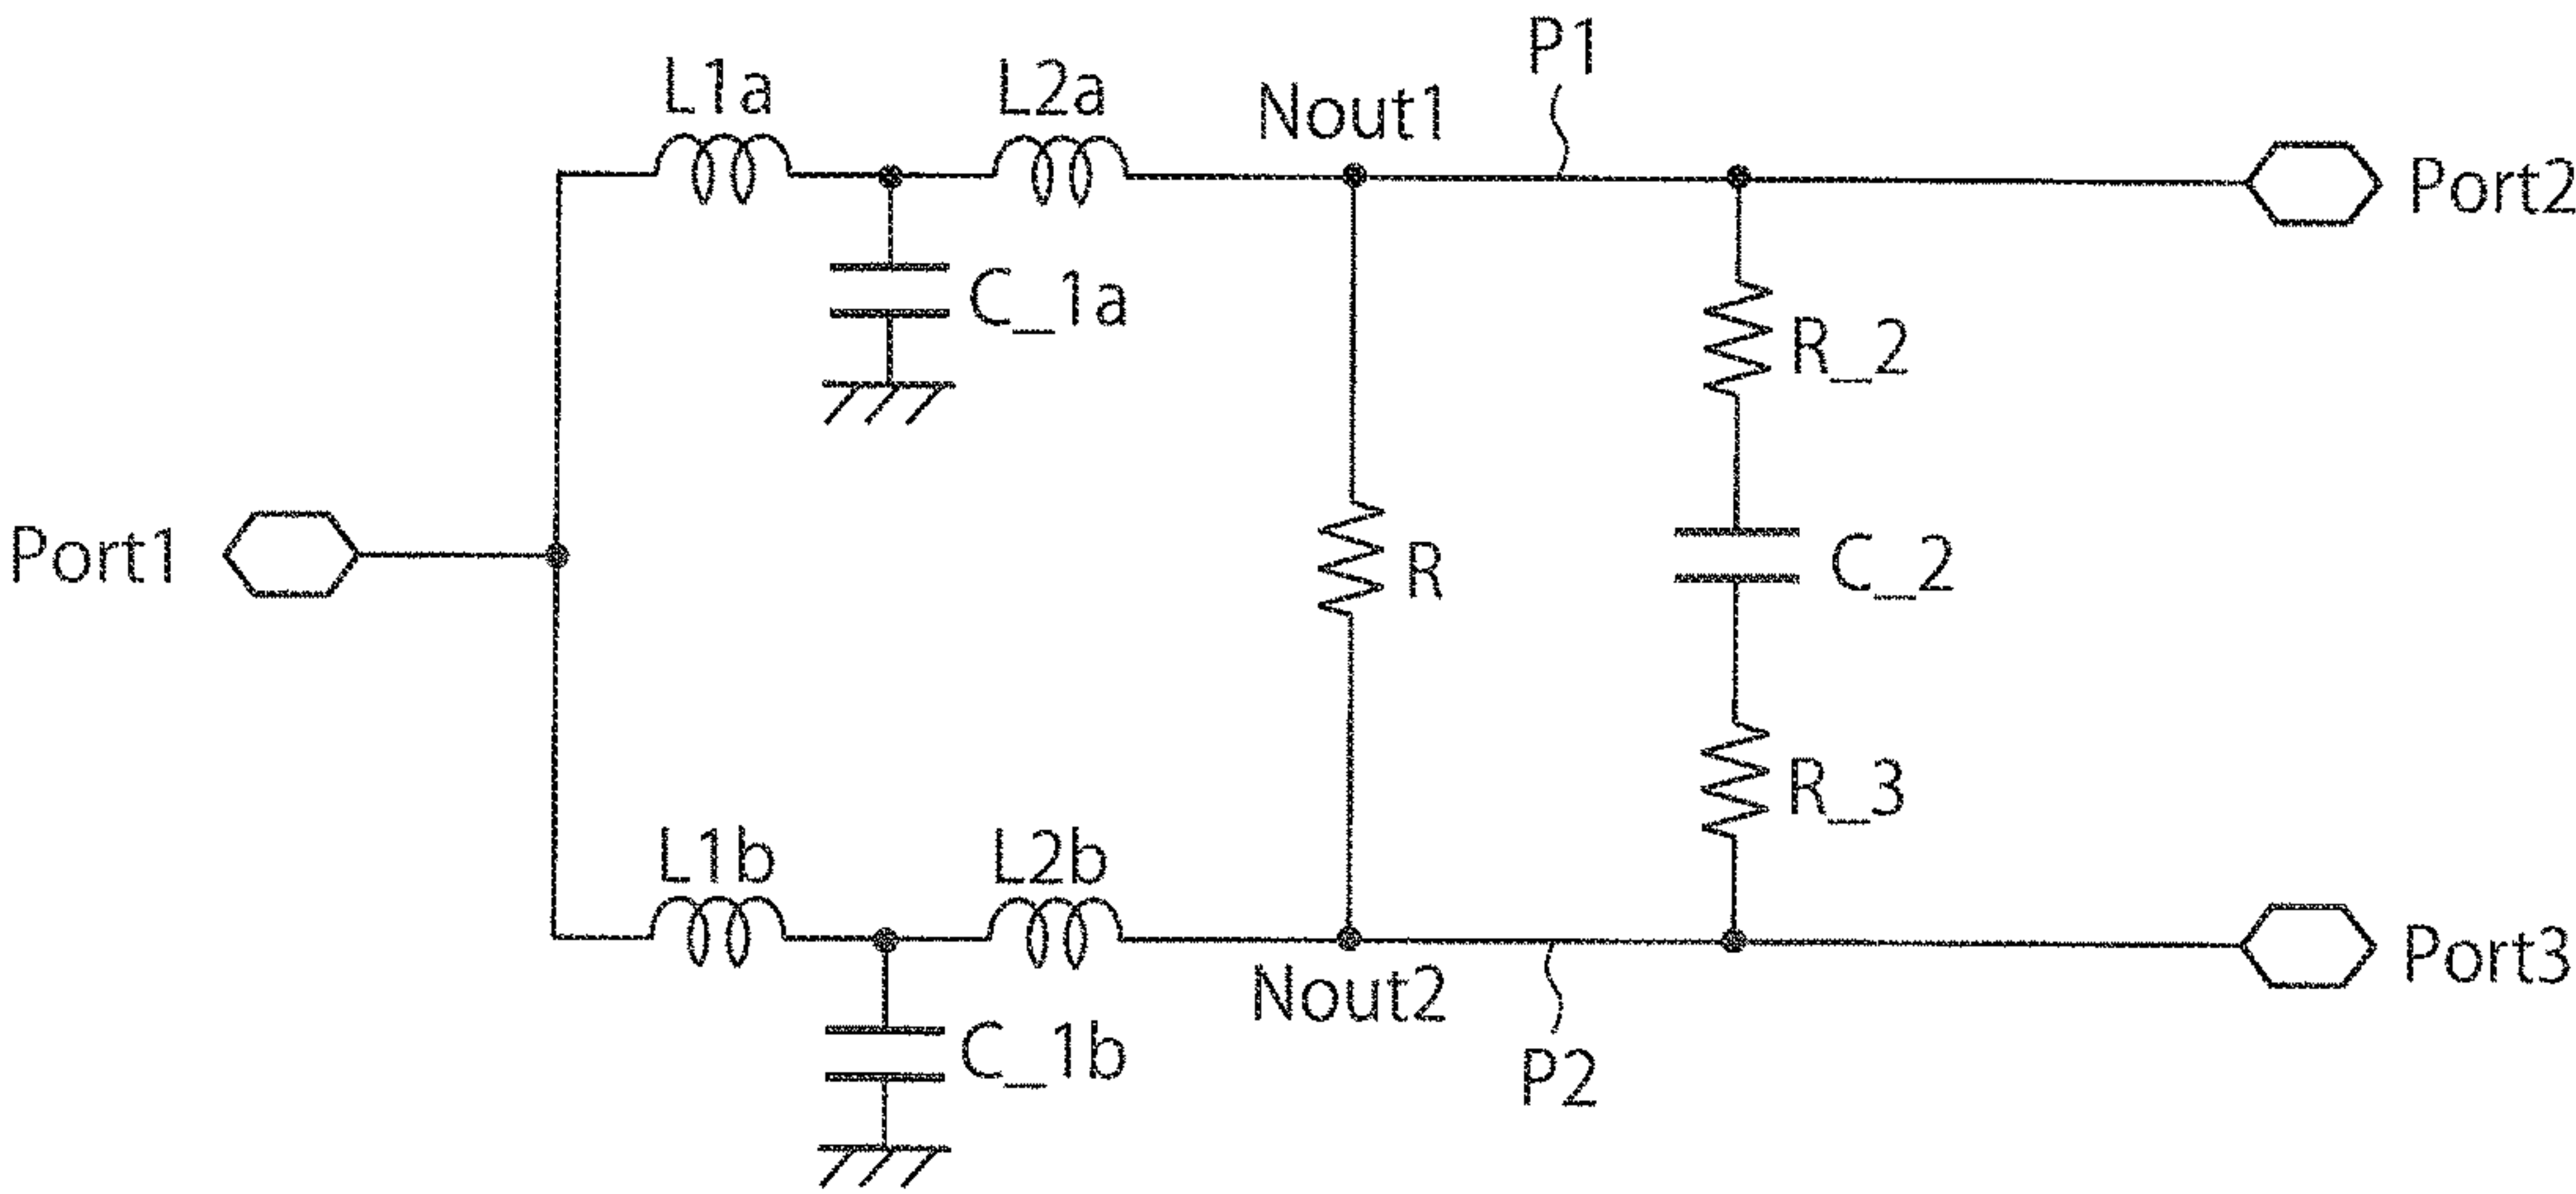 P1
L1a
L2a
Nout1
Port2
C_1a
R_2
Port1
R
C_2
R_3
L1b
L2b
Nout2
Port3
C_1b
P2